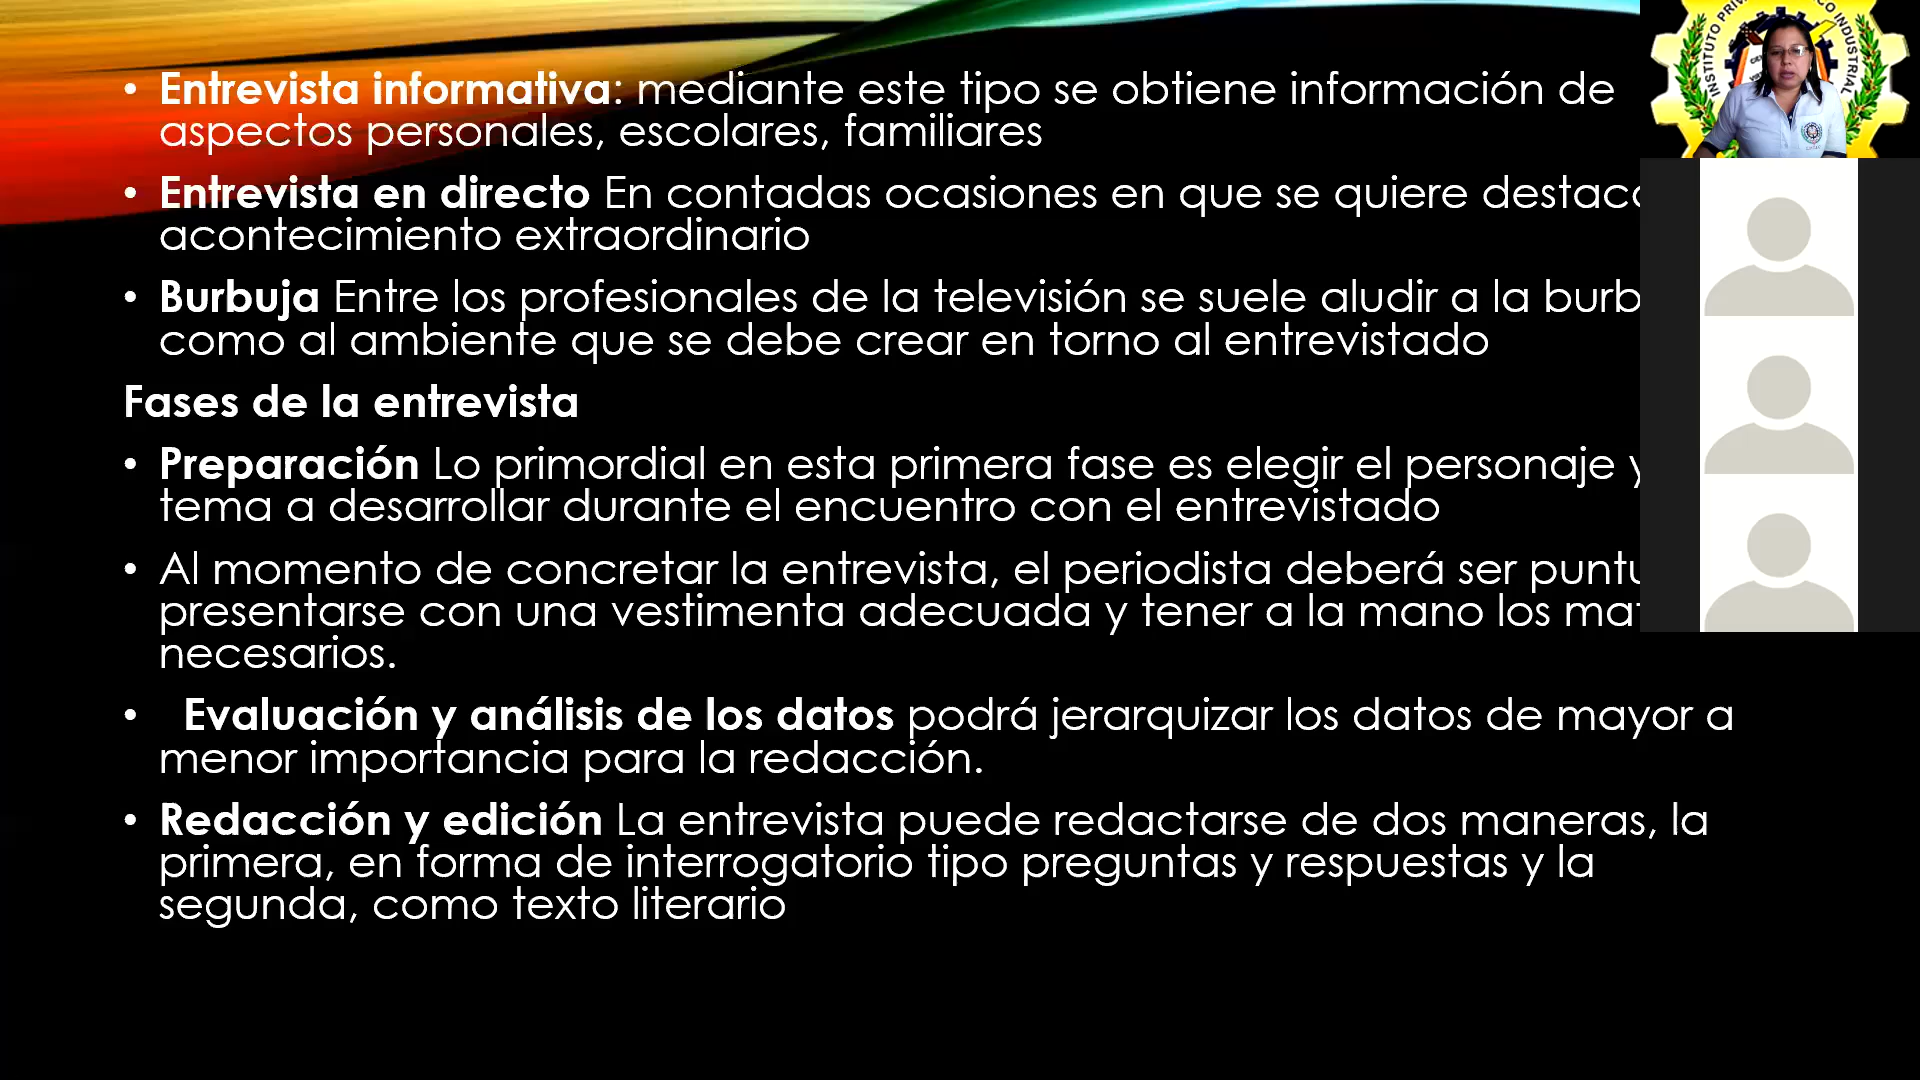 • Entrevista informativa: mediante este tipo se obtiene información de
aspectos personales, escolares, familiares
• Entrevista en directo En contadas ocasiones en que se quiere
acontecimiento extraordinario
• Burbuja Entre los profesionales de la televisión se suele aludir a la
como al ambiente que se debe crear en torno al entrevistado
Fases de la entrevista
• Preparación Lo primordial en esta primera fase es elegir el personaje y
tema a desarrollar durante el encuentro con el entrevistado
• Al momento de concretar la entrevista, el periodista deberá ser
presentarse con una vestimenta adecuada y tener a la mano los
necesarios.
• Evaluación y análisis de los datos podrá jerarquizar los datos de mayor a
menor importancia para la redacción.
• Redacción y edición La entrevista puede redactarse de dos maneras, la
primera, en forma de interrogatorio tipo preguntas y respuestas y la
segunda, como texto literario
INSTITUTO
INDUSTRIAL